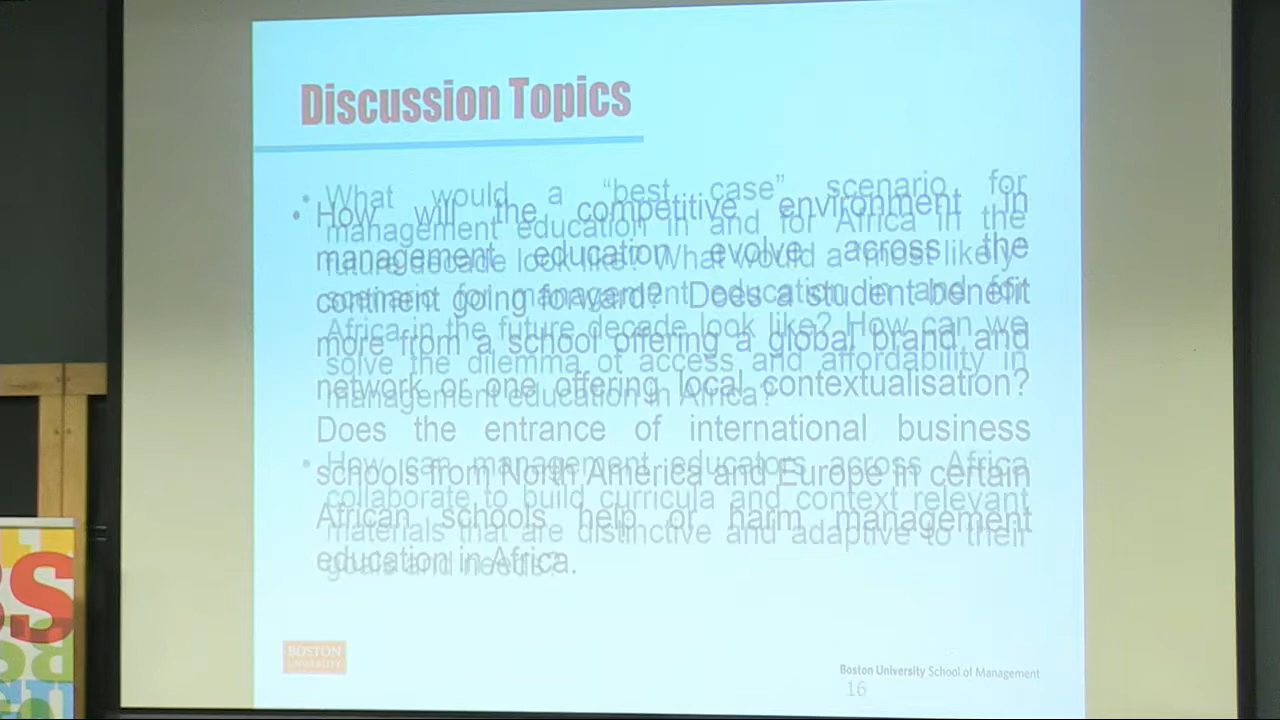 Discussion Topics
• What would a “best case” scenario for
management education in and for Africa in the
future decade look like? What would a “most likely”
scenario for management education in and for
Africa in the future decade look like? How can we
solve the dilemma of access and affordability in
management education in Africa?
• How can management educators across Africa
collaborate to build curricula and context relevant
materials that are distinctive and adaptive to their
goals and needs?
• How will the competitive environment in
management education evolve across the
continent going forward? Does a student benefit
more from a school offering a global brand and
network or one offering local contextualisation?
Does the entrance of international business
schools from North America and Europe in certain
African schools help or harm management
education in Africa.
BOSTON
UNIVERSITY
Boston University School of Management
16